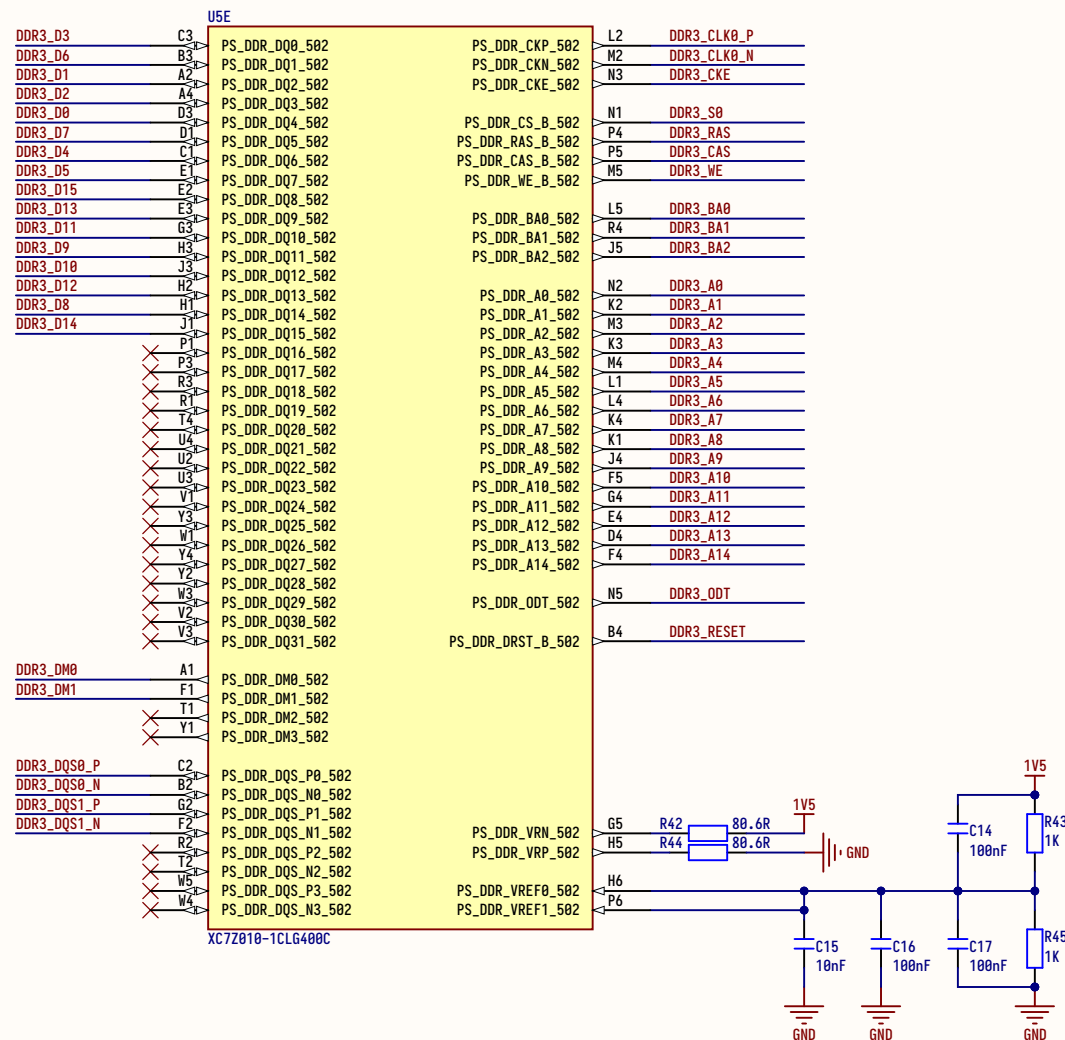 U5E
DDR3_D3 C3 PS_DDR_DQ0_502 PS_DDR_CKP_502 L2 DDR3_CLK0_P
DDR3_D6 B3 PS_DDR_DQ1_502 PS_DDR_CKN_502 M2 DDR3_CLK0_N
DDR3_D1 A2 PS_DDR_DQ2_502 PS_DDR_CKE_502 N3 DDR3_CKE
DDR3_D2 A4 PS_DDR_DQ3_502
DDR3_D0 D3 PS_DDR_DQ4_502 PS_DDR_CS_B_502 N1 DDR3_S0
DDR3_D7 D1 PS_DDR_DQ5_502 PS_DDR_RAS_B_502 P4 DDR3_RAS
DDR3_D4 C1 PS_DDR_DQ6_502 PS_DDR_CAS_B_502 P5 DDR3_CAS
DDR3_D5 E1 PS_DDR_DQ7_502 PS_DDR_WE_B_502 M5 DDR3_WE
DDR3_D15 E2 PS_DDR_DQ8_502
DDR3_D13 E3 PS_DDR_DQ9_502 PS_DDR_BA0_502 L5 DDR3_BA0
DDR3_D11 G3 PS_DDR_DQ10_502 PS_DDR_BA1_502 R4 DDR3_BA1
DDR3_D9 H3 PS_DDR_DQ11_502 PS_DDR_BA2_502 J5 DDR3_BA2
DDR3_D10 J3 PS_DDR_DQ12_502
DDR3_D12 H2 PS_DDR_DQ13_502 PS_DDR_A0_502 N2 DDR3_A0
DDR3_D8 H1 PS_DDR_DQ14_502 PS_DDR_A1_502 K2 DDR3_A1
DDR3_D14 J1 PS_DDR_DQ15_502 PS_DDR_A2_502 M3 DDR3_A2
P1 PS_DDR_DQ16_502 PS_DDR_A3_502 K3 DDR3_A3
P3 PS_DDR_DQ17_502 PS_DDR_A4_502 M4 DDR3_A4
R3 PS_DDR_DQ18_502 PS_DDR_A5_502 L1 DDR3_A5
R1 PS_DDR_DQ19_502 PS_DDR_A6_502 L4 DDR3_A6
T4 PS_DDR_DQ20_502 PS_DDR_A7_502 K4 DDR3_A7
U4 PS_DDR_DQ21_502 PS_DDR_A8_502 K1 DDR3_A8
U2 PS_DDR_DQ22_502 PS_DDR_A9_502 J4 DDR3_A9
U3 PS_DDR_DQ23_502 PS_DDR_A10_502 F5 DDR3_A10
V1 PS_DDR_DQ24_502 PS_DDR_A11_502 G4 DDR3_A11
Y3 PS_DDR_DQ25_502 PS_DDR_A12_502 E4 DDR3_A12
W1 PS_DDR_DQ26_502 PS_DDR_A13_502 D4 DDR3_A13
Y4 PS_DDR_DQ27_502 PS_DDR_A14_502 F4 DDR3_A14
Y2 PS_DDR_DQ28_502
W3 PS_DDR_DQ29_502 PS_DDR_ODT_502 N5 DDR3_ODT
V2 PS_DDR_DQ30_502
V3 PS_DDR_DQ31_502 PS_DDR_DRST_B_502 B4 DDR3_RESET
DDR3_DM0 A1 PS_DDR_DM0_502
DDR3_DM1 F1 PS_DDR_DM1_502
T1 PS_DDR_DM2_502
Y1 PS_DDR_DM3_502
DDR3_DQS0_P C2 PS_DDR_DQS_P0_502 1V5
DDR3_DQS0_N B2 PS_DDR_DQS_N0_502
DDR3_DQS1_P G2 PS_DDR_DQS_P1_502 1V5
DDR3_DQS1_N F2 PS_DDR_DQS_N1_502 PS_DDR_VRN_502 G5 R42 80.6R C14 R43
R2 PS_DDR_DQS_P2_502 PS_DDR_VRP_502 H5 R44 80.6R GND 100nF 1K
T2 PS_DDR_DQS_N2_502
W5 PS_DDR_DQS_P3_502 PS_DDR_VREF0_502 H6
W4 PS_DDR_DQS_N3_502 PS_DDR_VREF1_502 P6
XC7Z010-1CLG400C C15 C16 C17 R45
10nF 100nF 100nF 1K
GND GND GND